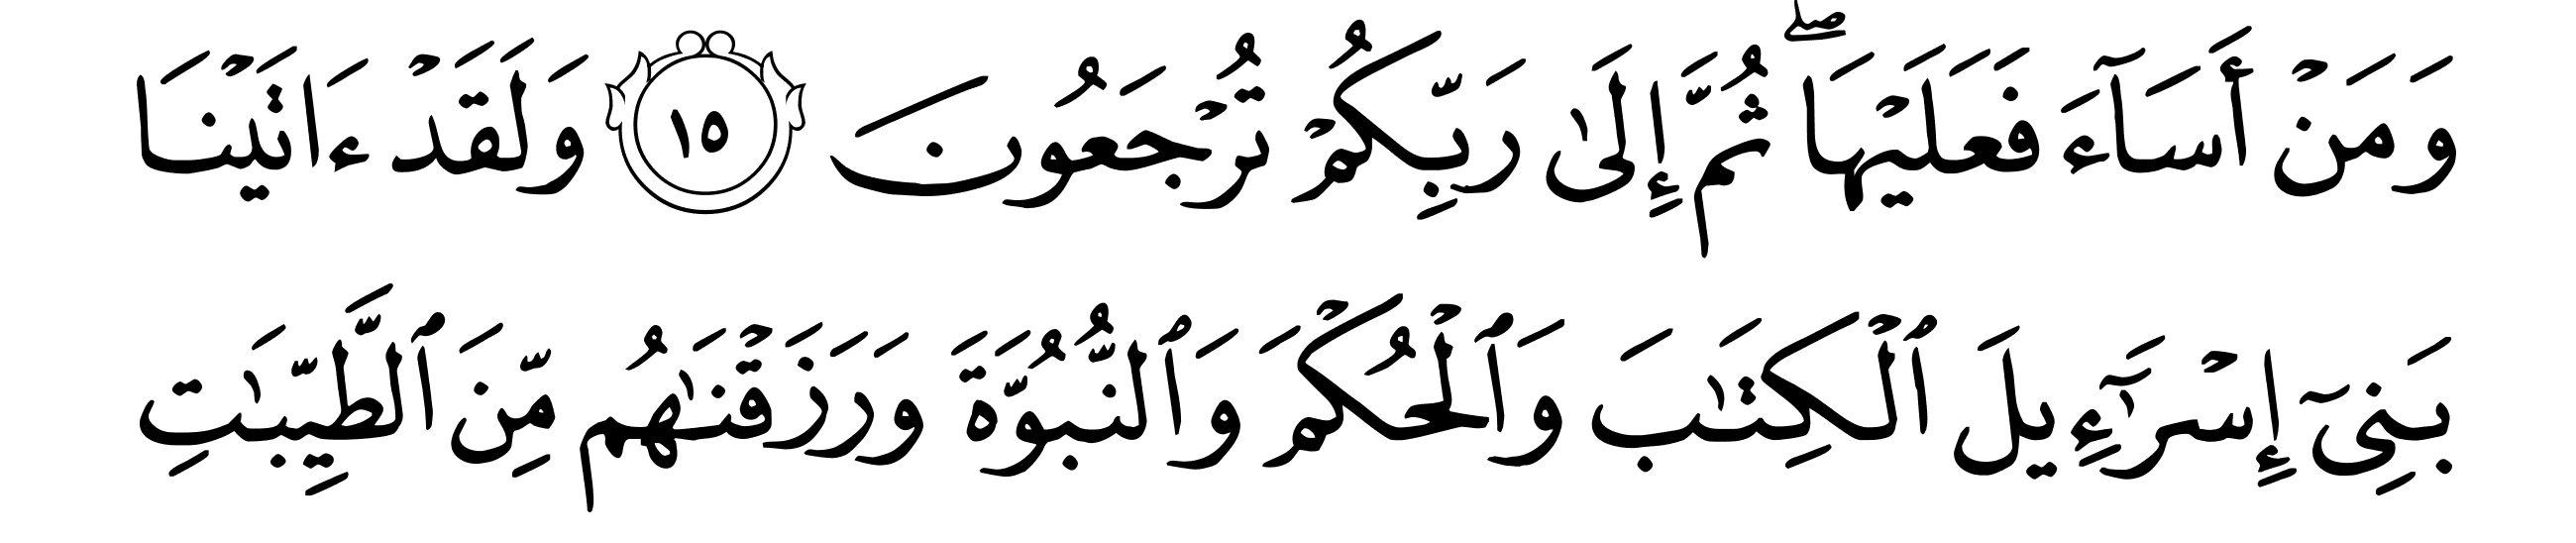 وَمَنْ أَسَآءَ فَعَلَيْهَا ۖ ثُمَّ إِلَىٰ رَبِّكُمْ تُرْجَعُونَ ١٥ وَلَقَدْ ءَاتَيْنَا
بَنِىٓ إِسْرَٰٓءِيلَ ٱلْكِتَٰبَ وَٱلْحُكْمَ وَٱلنُّبُوَّةَ وَرَزَقْنَٰهُم مِّنَ ٱلطَّيِّبَٰتِ